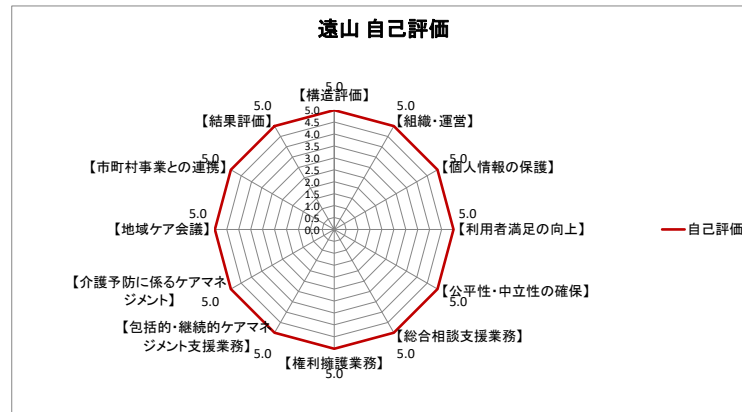 遠山 自己評価
5.0
【構造評価】
5.0
【組織・運営】
5.0
【個人情報の保護】
5.0
【利用者満足の向上】
【公平性・中立性の確保】
5.0
【総合相談支援業務】
5.0
【権利擁護業務】
5.0
【包括的・継続的ケアマネ
ジメント支援業務】
5.0
【介護予防に係るケアマネ
ジメント】
5.0
5.0
【地域ケア会議】
【市町村事業との連携】
5.0
5.0
【結果評価】
5.0
4.5
4.0
3.5
3.0
2.5
2.0
1.5
1.0
0.5
0.0
自己評価